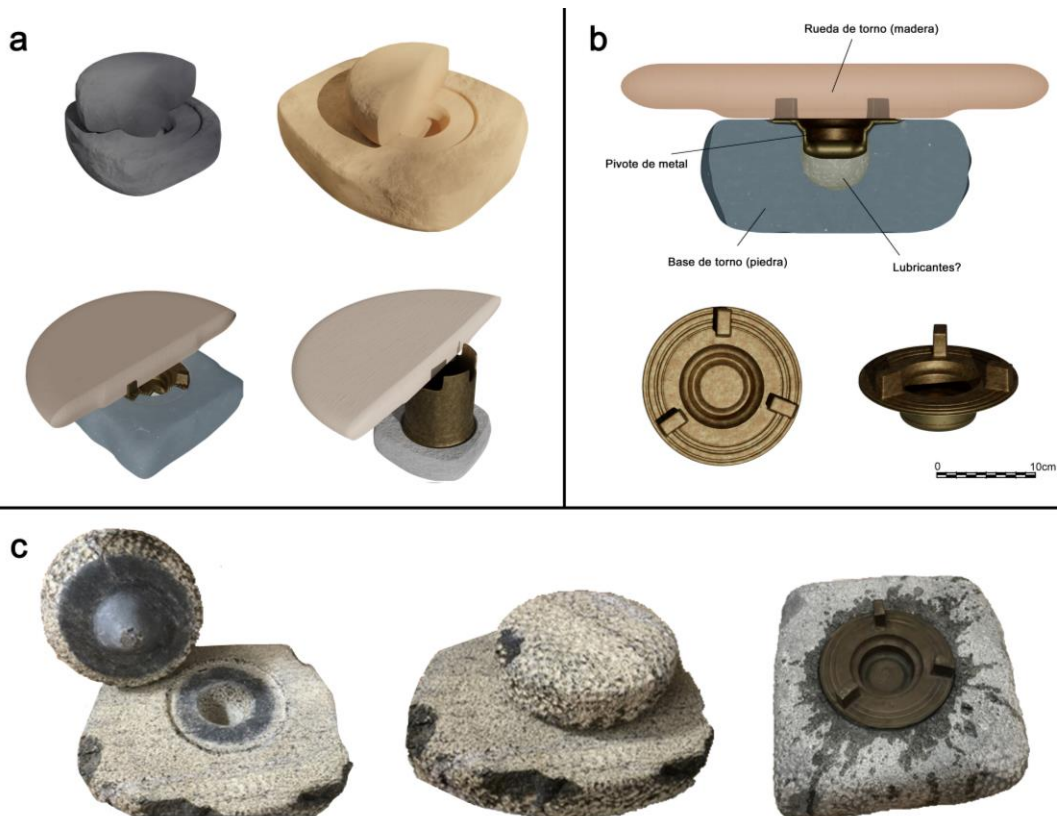 a
b
Rueda de torno (madera)
Pivote de metal
Base de torno (piedra)
Lubricantes?
0
10cm
c